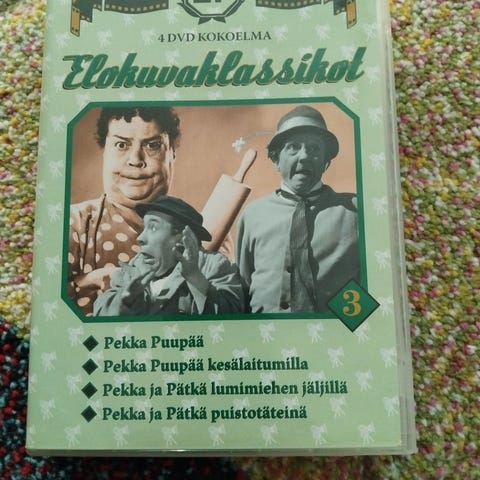 4 DVD KOKOELMA
Elokuvaklassikot
3
Pekka Puupää
Pekka Puupää kesälaitumilla
Pekka ja Pätkä lumimiehen jäljillä
Pekka ja Pätkä puistotäteinä